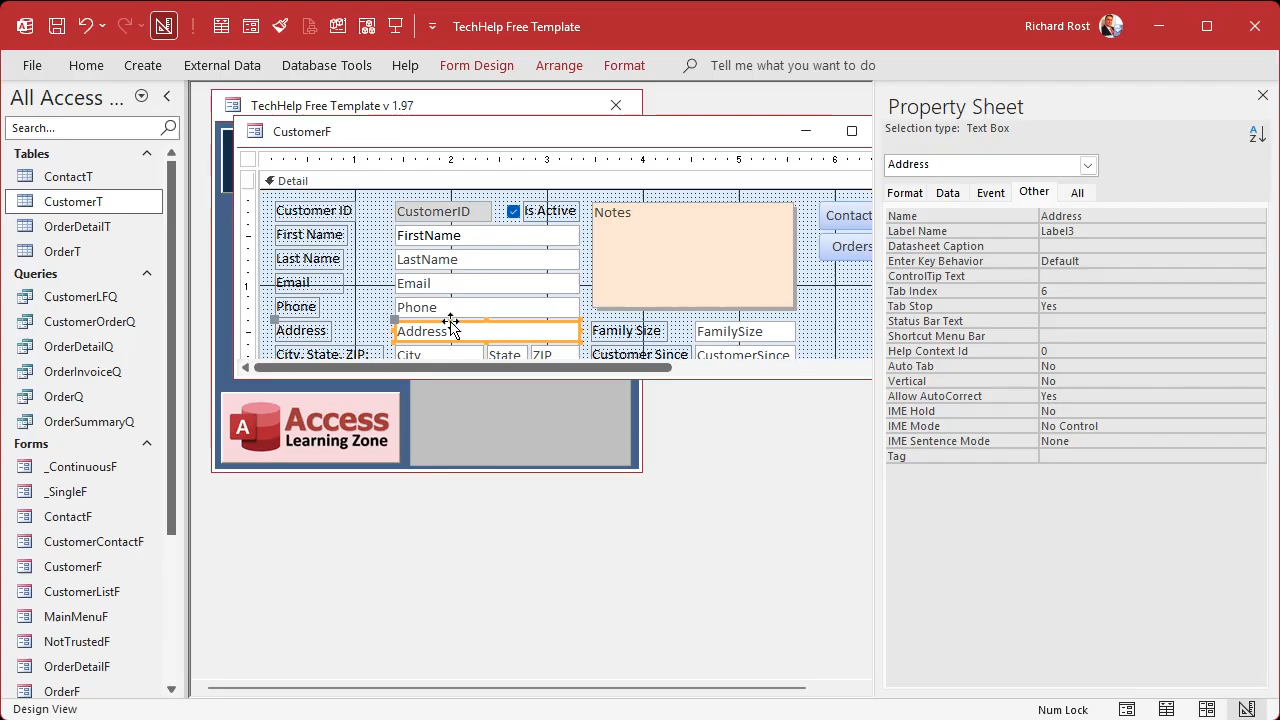 TechHelp Free Template
Richard Rost
File
Home
Create
External Data
Database Tools
Help
Form Design
Arrange
Format
Tell me what you want to do
All Access ...
Search...
Tables
ContactT
CustomerT
OrderDetailT
OrderT
Queries
CustomerLFQ
CustomerOrderQ
OrderDetailQ
OrderInvoiceQ
OrderQ
OrderSummaryQ
Forms
_ContinuousF
_SingleF
ContactF
CustomerContactF
CustomerF
CustomerListF
MainMenuF
NotTrustedF
OrderDetailF
OrderF
TechHelp Free Template v 1.97
CustomerF
1 2 3 4 5 6
Detail
1
Customer ID CustomerID Is Active Notes Contact
First Name FirstName
Last Name LastName Orders
Email Email
Phone Phone
Address Address Family Size FamilySize
City, State, ZIP: City State ZIP Customer Since CustomerSince
A Access
Learning Zone
Property Sheet
Selection type: Text Box
A
Z
Address
Format Data Event Other All
Name Address
Label Name Label3
Datasheet Caption
Enter Key Behavior Default
ControlTip Text
Tab Index 6
Tab Stop Yes
Status Bar Text
Shortcut Menu Bar
Help Context Id 0
Auto Tab No
Vertical No
Allow AutoCorrect Yes
IME Hold No
IME Mode No Control
IME Sentence Mode None
Tag
Design View
Num Lock